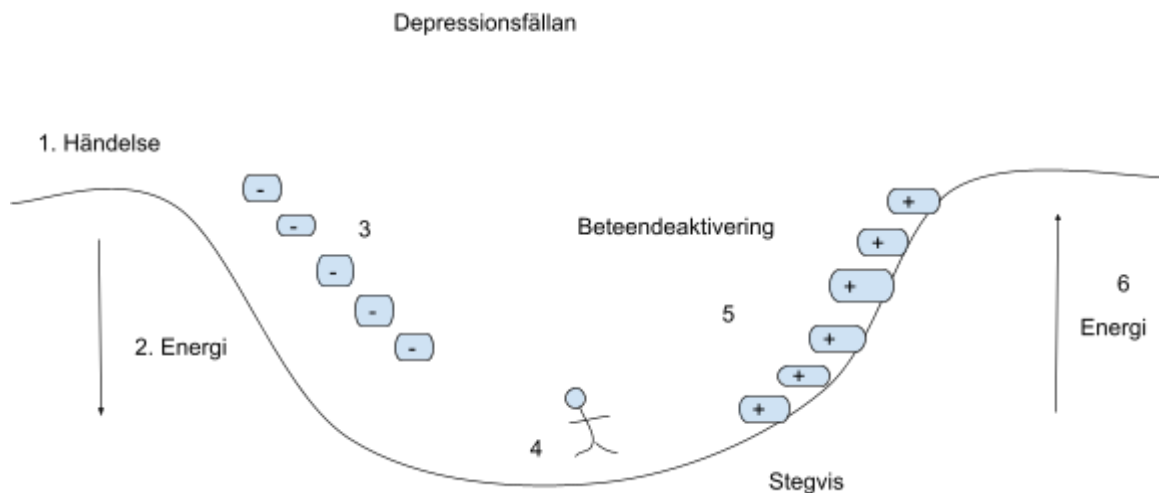 Depressionsfällan
1. Händelse
-
-
3
-
-
-
2. Energi
4
Beteendeaktivering
+
+
+
5
+
+
+
Stegvis
6
Energi